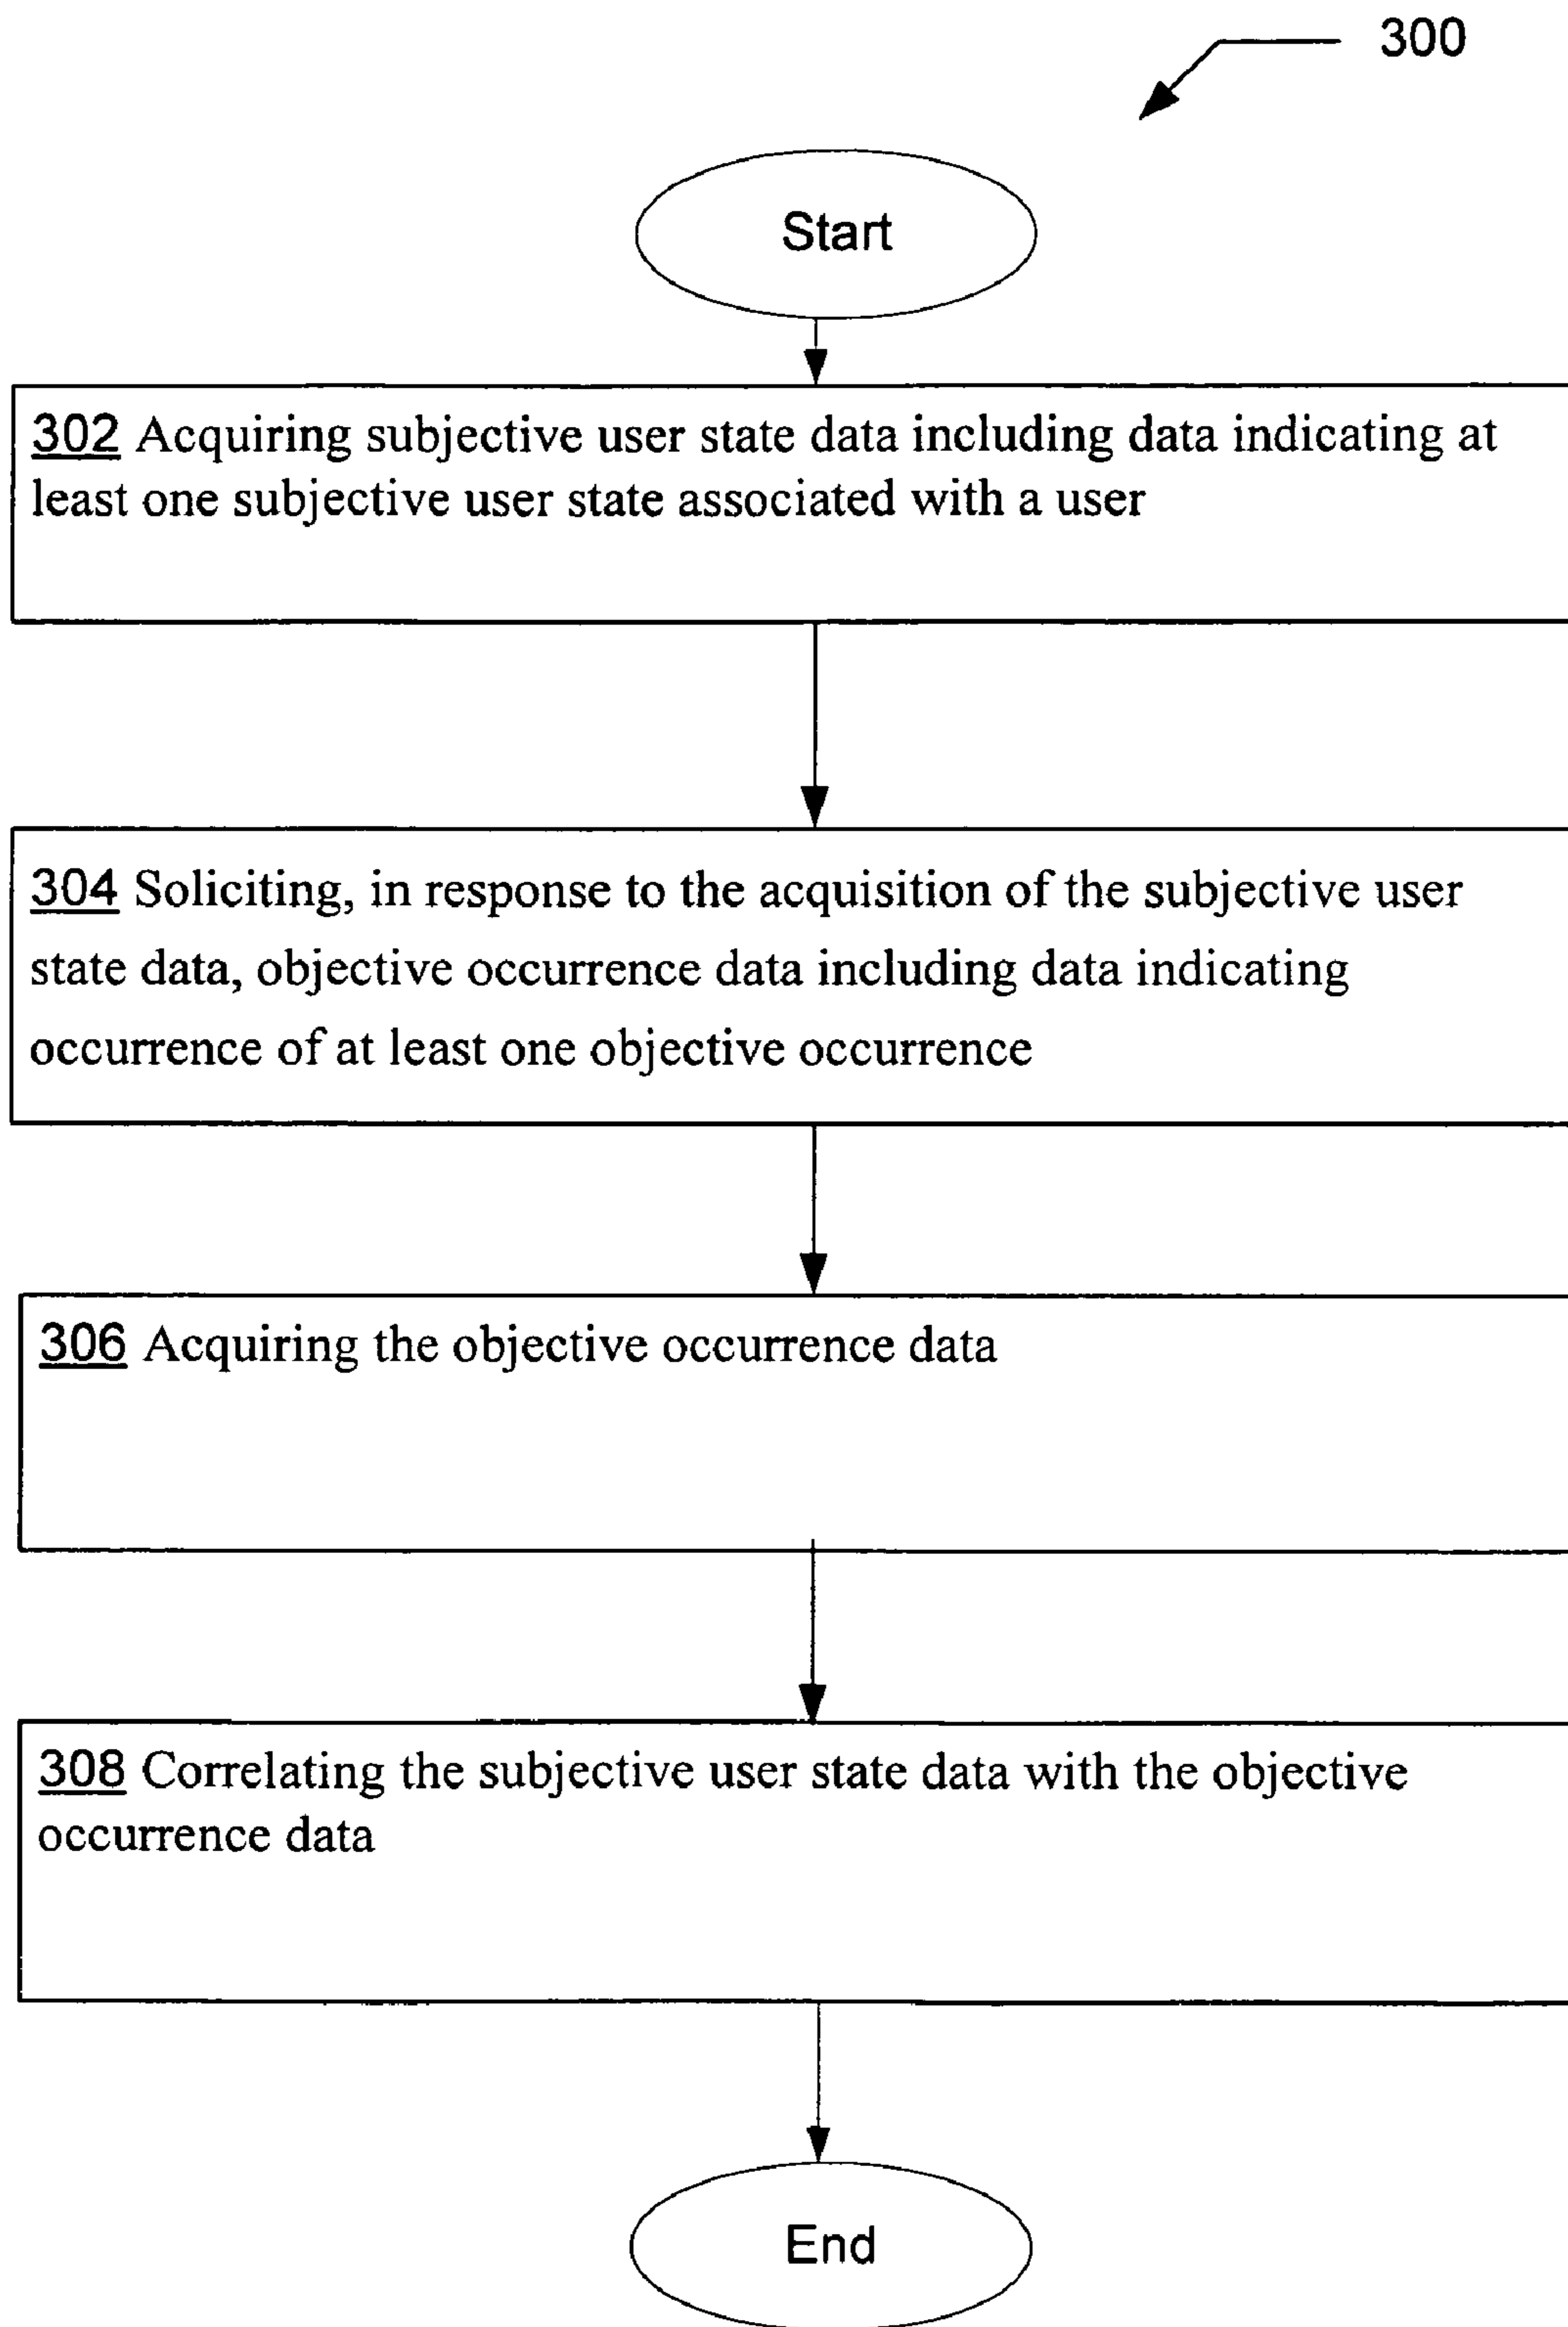 300
Start
302 Acquiring subjective user state data including data indicating at
least one subjective user state associated with a user
304 Soliciting, in response to the acquisition of the subjective user
state data, objective occurrence data including data indicating
occurrence of at least one objective occurrence
306 Acquiring the objective occurrence data
308 Correlating the subjective user state data with the objective
occurrence data
End